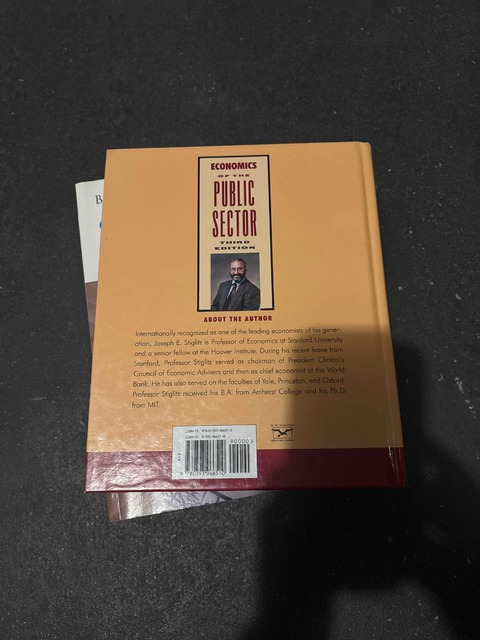 B
ECONOMICS
OF THE
PUBLIC
SECTOR
THIRD
EDITION
ABOUT THE AUTHOR
Internationally recognized as one of the leading economists of his gener-
ation, Joseph E. Stiglitz is Professor of Economics at Stanford University
and a senior fellow at the Hoover Institute. During his recent leave from
Stanford, Professor Stiglitz served as chairman of President Clinton's
Council of Economic Advisers and then as chief economist at the World
Bank. He has also served on the faculties of Yale, Princeton, and Oxford.
Professor Stiglitz received his B.A. from Amherst College and his Ph.D.
from MIT.
90000
9 780393 966510